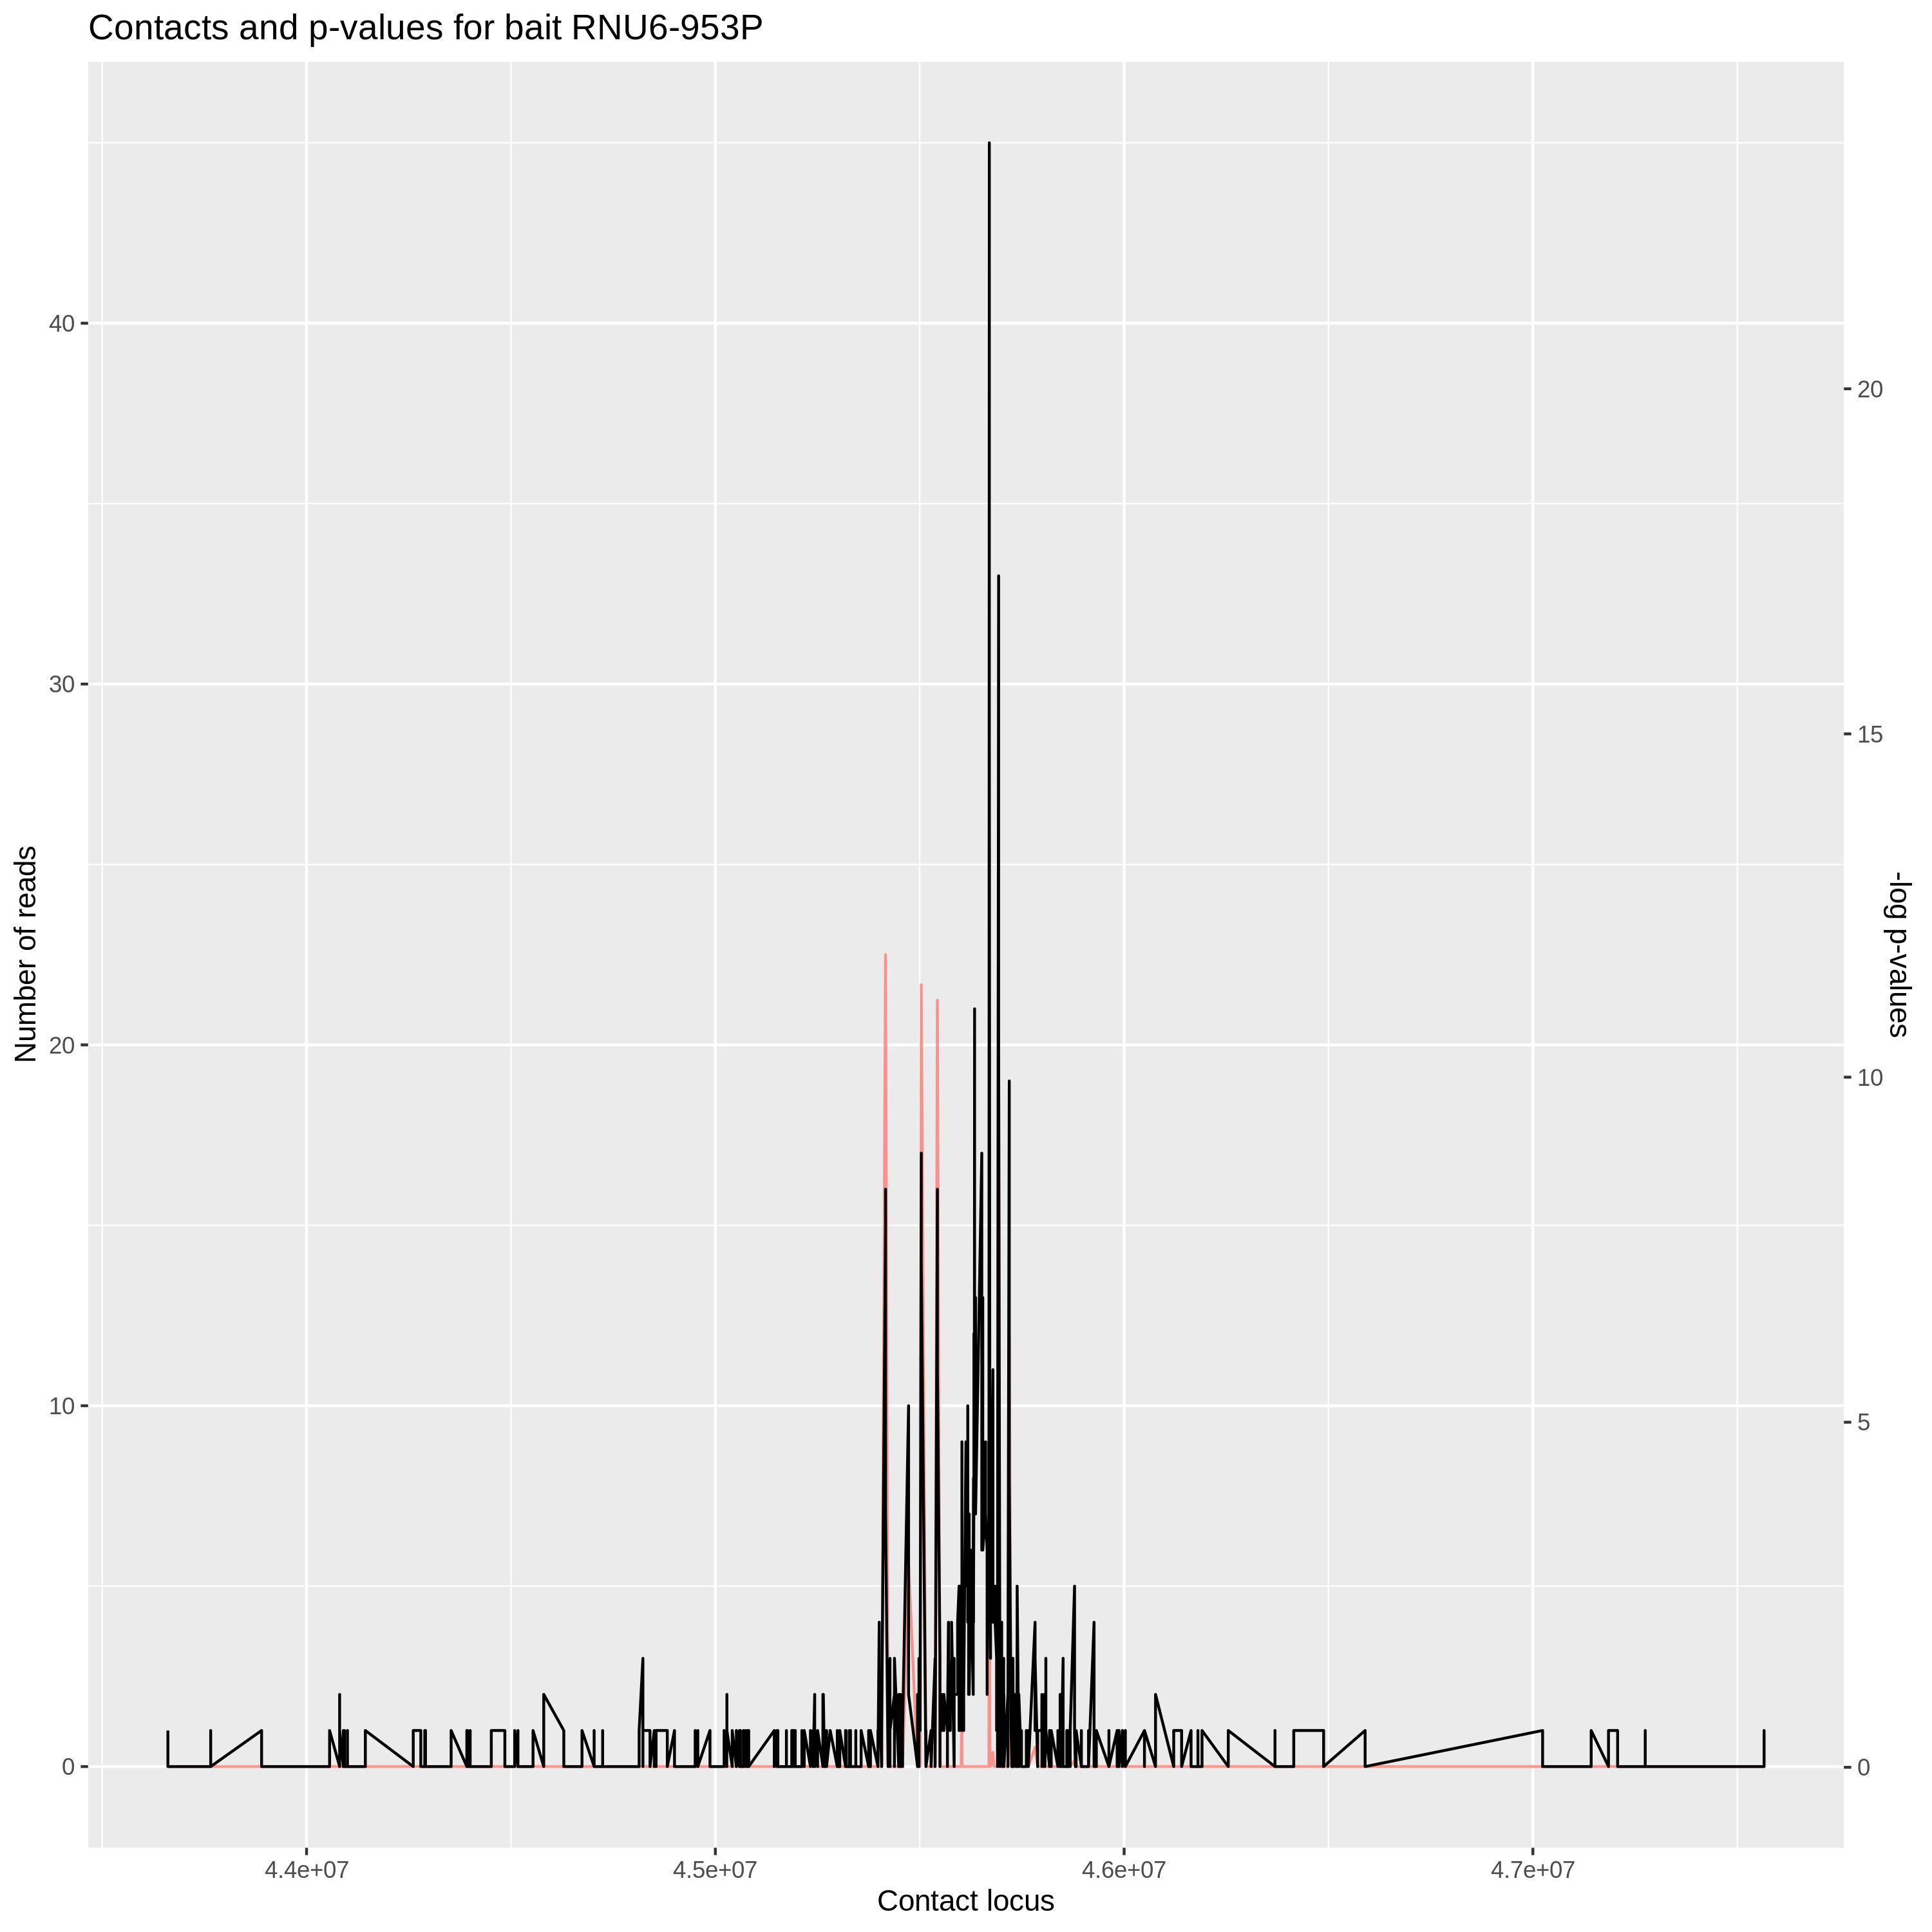 Contacts and p-values for bait RNU6-953P
Number of reads
40
30
20
10
0
20
15
10
5
0
-log p-values
4.4e+07
4.5e+07
4.6e+07
4.7e+07
Contact locus